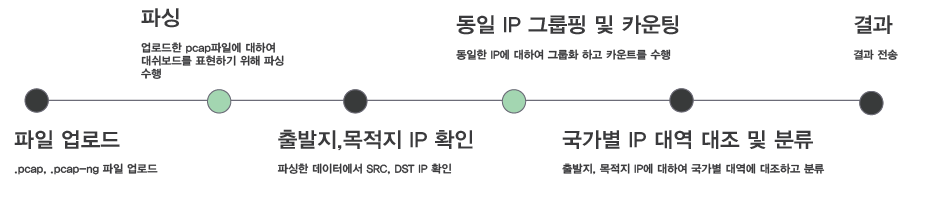 파싱
업로드한 pcap파일에 대하여
대쉬보드를 표현하기 위해 파싱
수행
동일 IP 그룹핑 및 카운팅
동일한 IP에 대하여 그룹화 하고 카운트를 수행
결과
결과 전송
파일 업로드
.pcap, .pcap-ng 파일 업로드
출발지,목적지 IP 확인
파싱한 데이터에서 SRC, DST IP 확인
국가별 IP 대역 대조 및 분류
출발지, 목적지 IP에 대하여 국가별 대역에 대조하고 분류